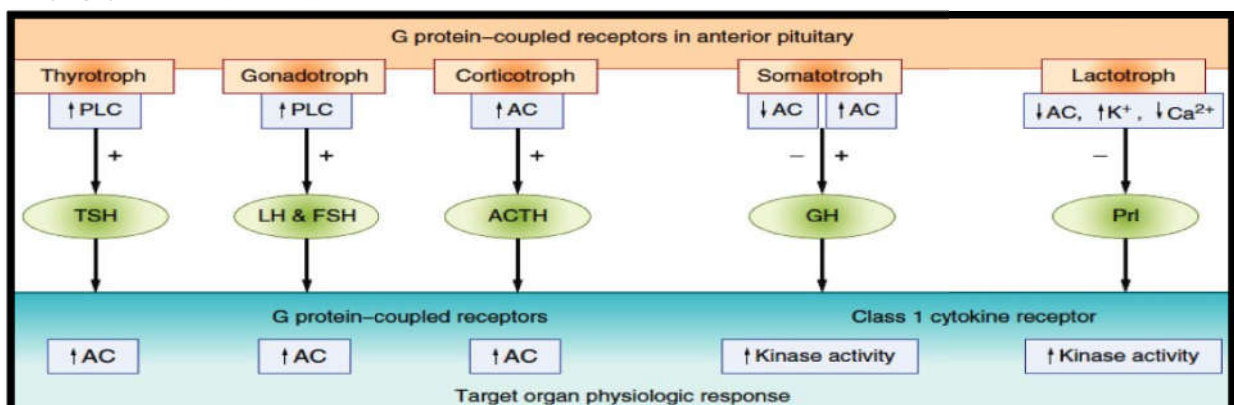 G protein–coupled receptors in anterior pituitary
Thyrotroph Gonadotroph Corticotroph Somatotroph Lactotroph
↑PLC ↑PLC ↑AC ↓AC ↑AC ↓AC, ↑K⁺, ↓Ca²⁺
+ + + – + –
TSH LH & FSH ACTH GH Prl
G protein–coupled receptors Class 1 cytokine receptor
↑AC ↑AC ↑AC ↑Kinase activity ↑Kinase activity
Target organ physiologic response